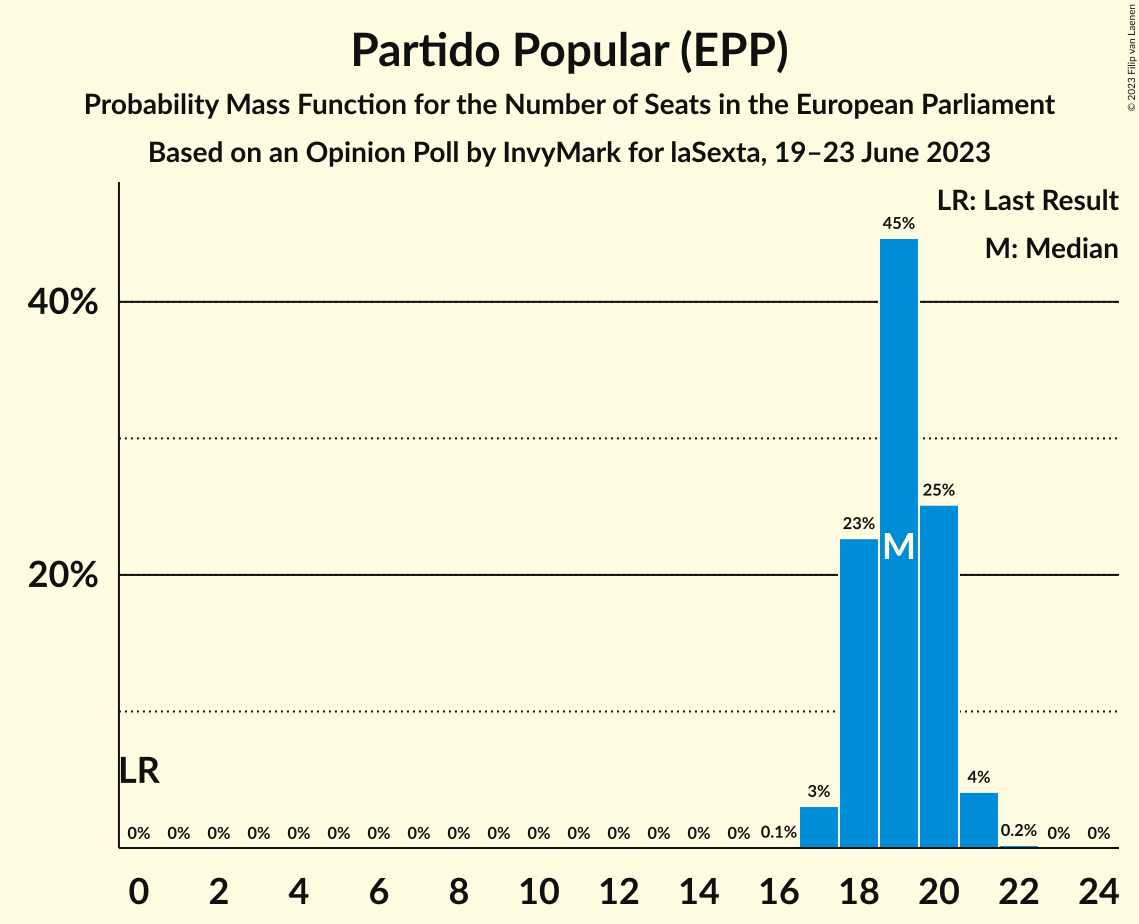 Partido Popular (EPP)
Probability Mass Function for the Number of Seats in the European Parliament
Based on an Opinion Poll by InvyMark for laSexta, 19–23 June 2023
© 2023 Filip van Laenen
LR: Last Result
M: Median
40%
20%
45%
25%
23%
M
LR
4%
3%
0% 0% 0% 0% 0% 0% 0% 0% 0% 0% 0% 0% 0% 0% 0% 0% 0.1% 0.2% 0% 0%
0 2 4 6 8 10 12 14 16 18 20 22 24